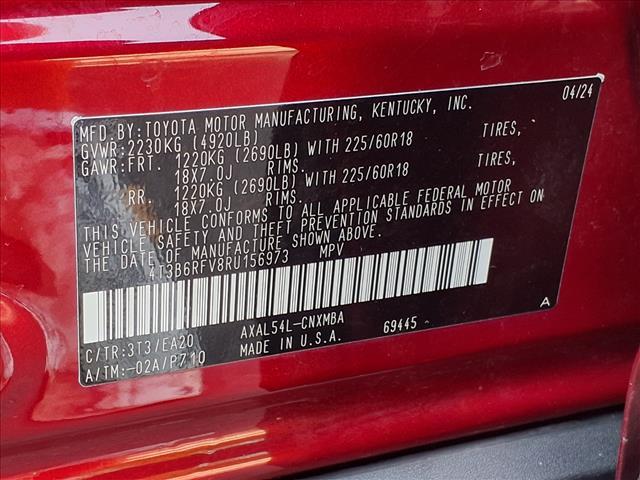 MFD. BY: TOYOTA MOTOR MANUFACTURING, KENTUCKY, INC. 04/24
GVWR: 2230KG (4920LB)
GAWR: FRT. 1220KG (2690LB) WITH 225/60R18 TIRES,
18X7.0J RIMS.
RR. 1220KG (2690LB) WITH 225/60R18 TIRES,
18X7.0J RIMS.
THIS VEHICLE CONFORMS TO ALL APPLICABLE FEDERAL MOTOR
VEHICLE SAFETY AND THEFT PREVENTION STANDARDS IN EFFECT ON
THE DATE OF MANUFACTURE SHOWN ABOVE.
4T3B6RFV8RU156973 MPV
C/TR:3T3/EA20 AXAL54L-CNXMBA A
A/TM:-02A/P710 MADE IN U.S.A. 69445